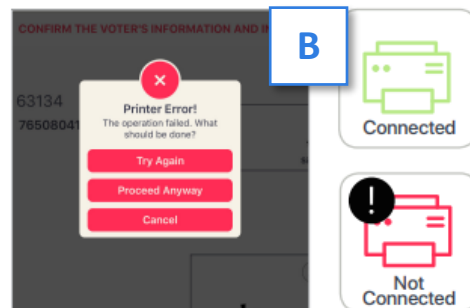 CONFIRM THE VOTER'S INFORMATION AND
B
63134
76508041
Printer Error!
The operation failed. What
should be done?
Try Again
Proceed Anyway
Cancel
Connected
!
Not
Connected